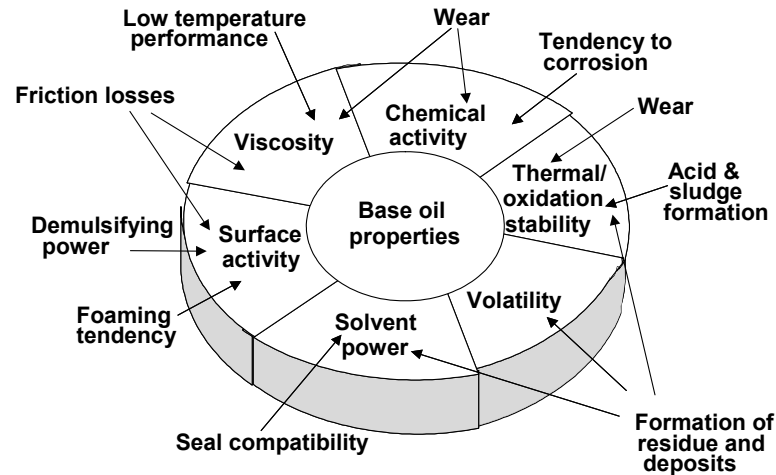 Low temperature
performance
Wear
Tendency to
corrosion
Friction losses
Viscosity
Chemical
activity
Wear
Thermal/
oxidation
stability
Acid &
sludge
formation
Base oil
properties
Demulsifying
power
Surface
activity
Foaming
tendency
Solvent
power
Volatility
Seal compatibility
Formation of
residue and
deposits